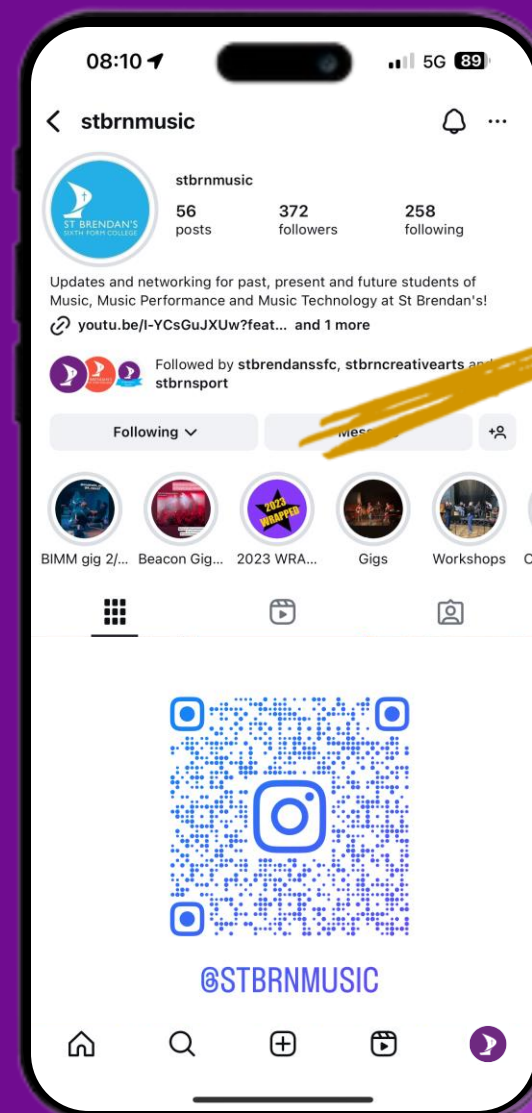 08:10
5G 89
stbrnmusic
stbrnmusic
56 372 258
posts followers following
ST BRENDAN'S
SIXTH FORM COLLEGE
Updates and networking for past, present and future students of
Music, Music Performance and Music Technology at St Brendan's!
youtu.be/I-YCsGuJXUw?feat... and 1 more
Followed by stbrendanssfc, stbrncreativearts and
stbrnsport
Following
2023
WRAPPED
BIMM gig 2/... Beacon Gig... 2023 WRA... Gigs Workshops
@STBRNMUSIC